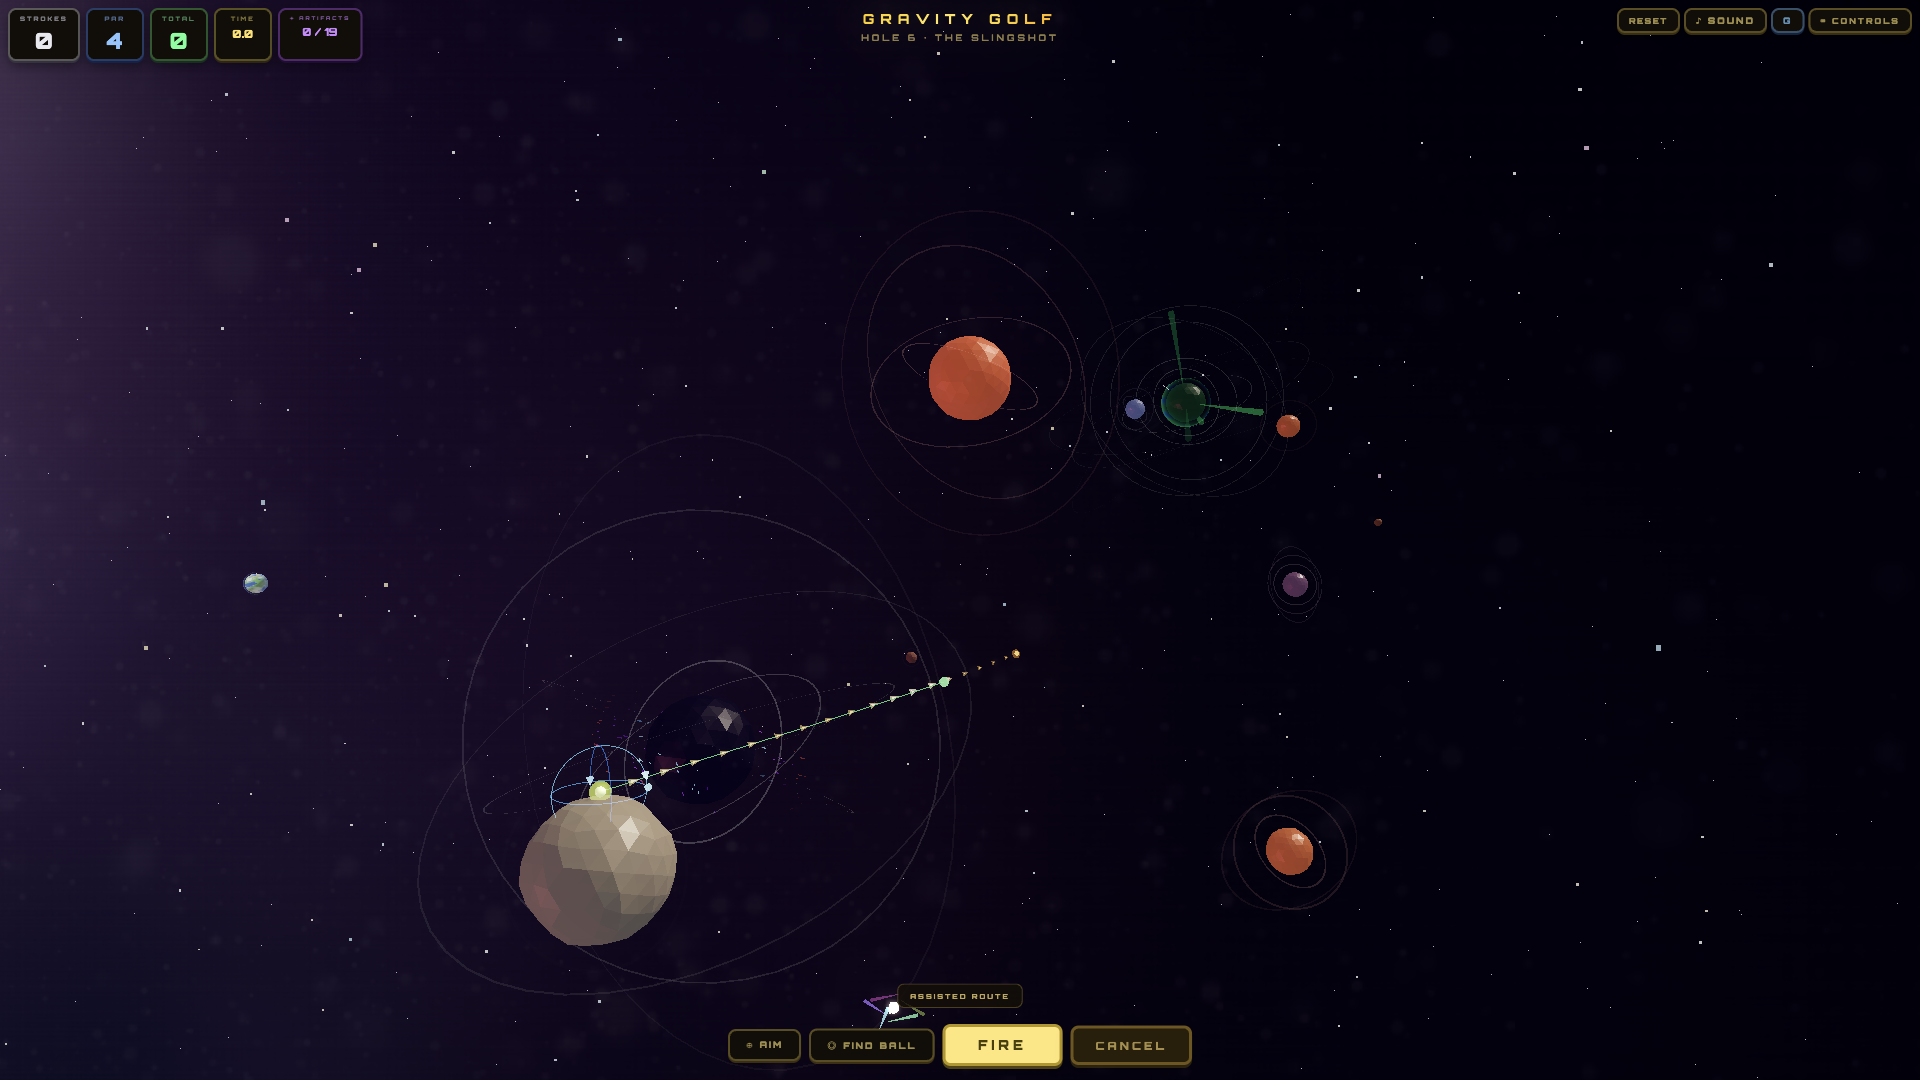 STROKES
0
PAR
4
TOTAL
0
TIME
0.0
ARTIFACTS
0 / 19
GRAVITY GOLF
HOLE 6 · THE SLINGSHOT
RESET
♪ SOUND
G
CONTROLS
ASSISTED ROUTE
AIM
FIND BALL
FIRE
CANCEL